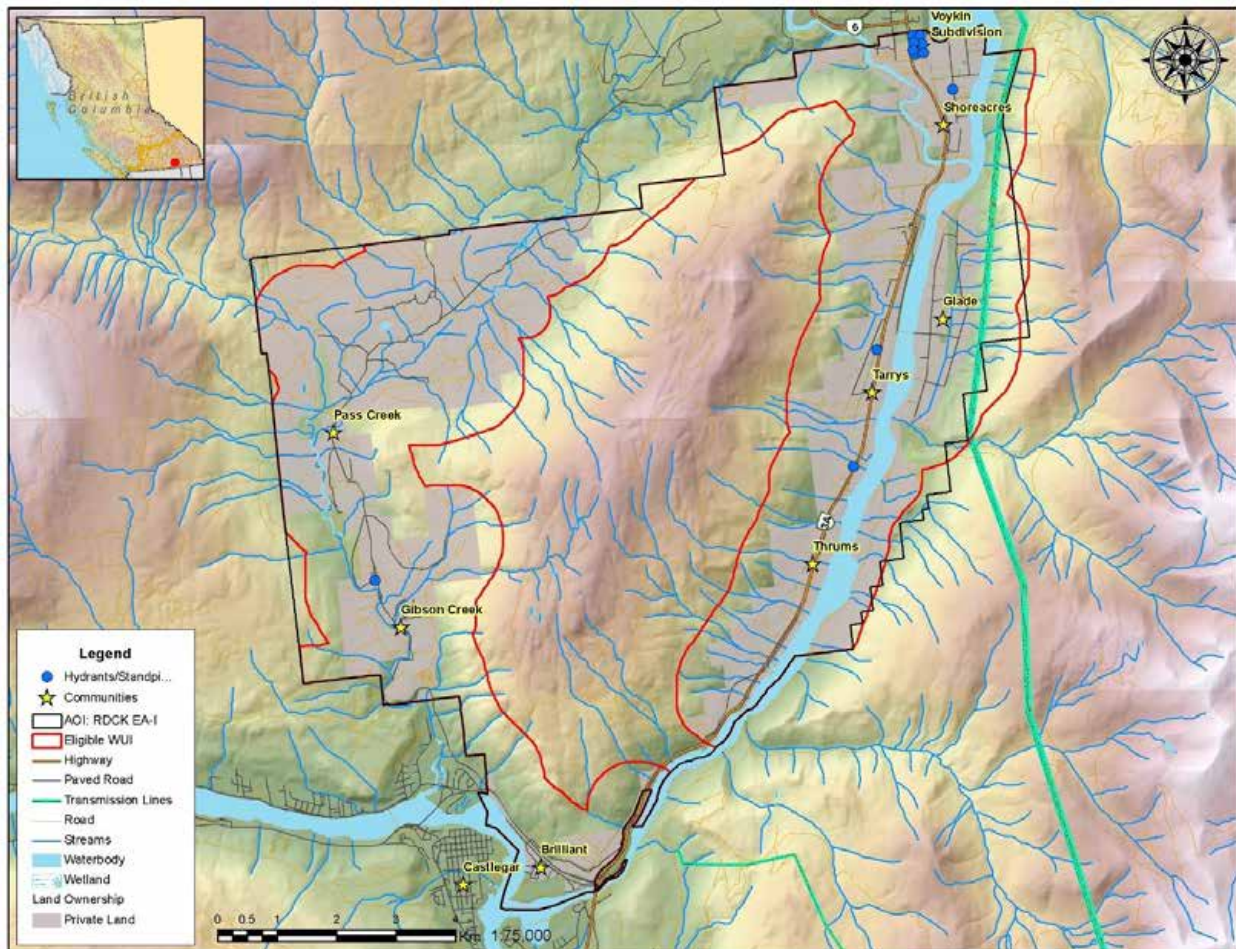 British
Columbia
6
Voykin
Subdivision
Shoreacres
Glade
Tarrys
Pass Creek
3A
Thrums
Gibson Creek
Brilliant
Castlegar
Legend
Hydrants/Standpi...
Communities
AOI: RDCK EA-I
Eligible WUI
Highway
Paved Road
Transmission Lines
Road
Streams
Waterbody
Wetland
Land Ownership
Private Land
0 0.5 1 2 3 4
Km 1:75,000